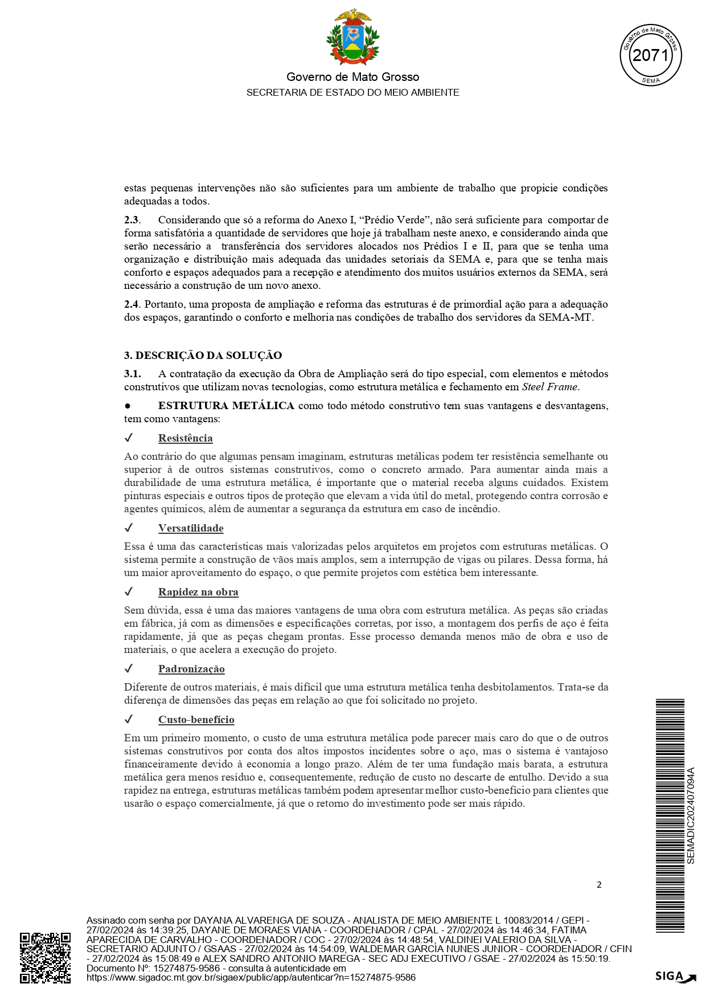 Governo de Mato Grosso
SECRETARIA DE ESTADO DO MEIO AMBIENTE
Governo de Mato Grosso
2071
SEMA
estas pequenas intervenções não são suficientes para um ambiente de trabalho que propicie condições
adequadas a todos.
2.3. Considerando que só a reforma do Anexo I, “Prédio Verde”, não será suficiente para comportar de
forma satisfatória a quantidade de servidores que hoje já trabalham neste anexo, e considerando ainda que
serão necessário a transferência dos servidores alocados nos Prédios I e II, para que se tenha uma
organização e distribuição mais adequada das unidades setoriais da SEMA e, para que se tenha mais
conforto e espaços adequados para a recepção e atendimento dos muitos usuários externos da SEMA, será
necessário a construção de um novo anexo.
2.4. Portanto, uma proposta de ampliação e reforma das estruturas é de primordial ação para a adequação
dos espaços, garantindo o conforto e melhoria nas condições de trabalho dos servidores da SEMA-MT.
3. DESCRIÇÃO DA SOLUÇÃO
3.1. A contratação da execução da Obra de Ampliação será do tipo especial, com elementos e métodos
construtivos que utilizam novas tecnologias, como estrutura metálica e fechamento em Steel Frame.
● ESTRUTURA METÁLICA como todo método construtivo tem suas vantagens e desvantagens,
tem como vantagens:
✓ Resistência
Ao contrário do que algumas pensam imaginam, estruturas metálicas podem ter resistência semelhante ou
superior à de outros sistemas construtivos, como o concreto armado. Para aumentar ainda mais a
durabilidade de uma estrutura metálica, é importante que o material receba alguns cuidados. Existem
pinturas especiais e outros tipos de proteção que elevam a vida útil do metal, protegendo contra corrosão e
agentes químicos, além de aumentar a segurança da estrutura em caso de incêndio.
✓ Versatilidade
Essa é uma das características mais valorizadas pelos arquitetos em projetos com estruturas metálicas. O
sistema permite a construção de vãos mais amplos, sem a interrupção de vigas ou pilares. Dessa forma, há
um maior aproveitamento do espaço, o que permite projetos com estética bem interessante.
✓ Rapidez na obra
Sem dúvida, essa é uma das maiores vantagens de uma obra com estrutura metálica. As peças são criadas
em fábrica, já com as dimensões e especificações corretas, por isso, a montagem dos perfis de aço é feita
rapidamente, já que as peças chegam prontas. Esse processo demanda menos mão de obra e uso de
materiais, o que acelera a execução do projeto.
✓ Padronização
Diferente de outros materiais, é mais difícil que uma estrutura metálica tenha desbitolamentos. Trata-se da
diferença de dimensões das peças em relação ao que foi solicitado no projeto.
✓ Custo-benefício
Em um primeiro momento, o custo de uma estrutura metálica pode parecer mais caro do que o de outros
sistemas construtivos por conta dos altos impostos incidentes sobre o aço, mas o sistema é vantajoso
financeiramente devido à economia a longo prazo. Além de ter uma fundação mais barata, a estrutura
metálica gera menos resíduo e, consequentemente, redução de custo no descarte de entulho. Devido a sua
rapidez na entrega, estruturas metálicas também podem apresentar melhor custo-benefício para clientes que
usarão o espaço comercialmente, já que o retorno do investimento pode ser mais rápido.
SEMADIC202407094A
2
Assinado com senha por DAYANA ALVARENGA DE SOUZA - ANALISTA DE MEIO AMBIENTE L 10083/2014 / GEPI -
27/02/2024 às 14:39:25, DAYANE DE MORAES VIANA - COORDENADOR / CPAL - 27/02/2024 às 14:46:34, FATIMA
APARECIDA DE CARVALHO - COORDENADOR / COC - 27/02/2024 às 14:48:54, VALDINEI VALERIO DA SILVA -
SECRETARIO ADJUNTO / GSAAS - 27/02/2024 às 14:54:09, WALDEMAR GARCIA NUNES JUNIOR - COORDENADOR / CFIN
- 27/02/2024 às 15:08:49 e ALEX SANDRO ANTONIO MAREGA - SEC ADJ EXECUTIVO / GSAE - 27/02/2024 às 15:50:19.
Documento Nº: 15274875-9586 - consulta à autenticidade em
https://www.sigadoc.mt.gov.br/sigaex/public/app/autenticar?n=15274875-9586
SIGA